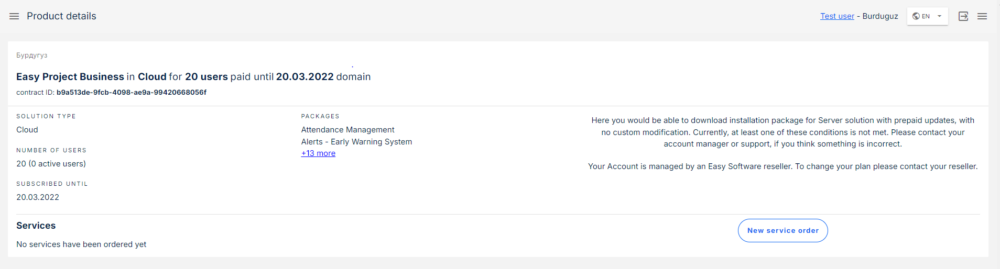 Product details
Test user - Burduguz
EN
Бурдугуз
Easy Project Business in Cloud for 20 users paid until 20.03.2022 domain
contract ID: b9a513de-9fcb-4098-ae9a-99420668056f
SOLUTION TYPE
Cloud
NUMBER OF USERS
20 (0 active users)
SUBSCRIBED UNTIL
20.03.2022
PACKAGES
Attendance Management
Alerts - Early Warning System
+13 more
Here you would be able to download installation package for Server solution with prepaid updates, with
no custom modification. Currently, at least one of these conditions is not met. Please contact your
account manager or support, if you think something is incorrect.
Your Account is managed by an Easy Software reseller. To change your plan please contact your reseller.
Services
No services have been ordered yet
New service order